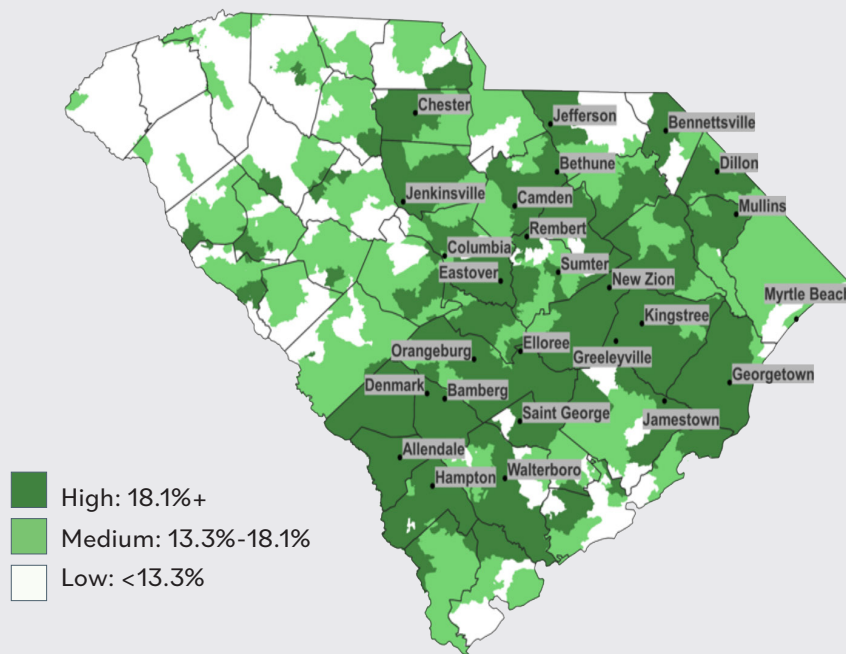 Chester
Jefferson
Bennettsville
Bethune
Dillon
Jenkinsville
Camden
Mullins
Rembert
Columbia
Eastover
Sumter
New Zion
Myrtle Beach
Kingstree
Orangeburg
Elloree
Greeleyville
Georgetown
Denmark
Bamberg
Saint George
Jamestown
Allendale
Hampton
Walterboro
High: 18.1%+
Medium: 13.3%-18.1%
Low: <13.3%